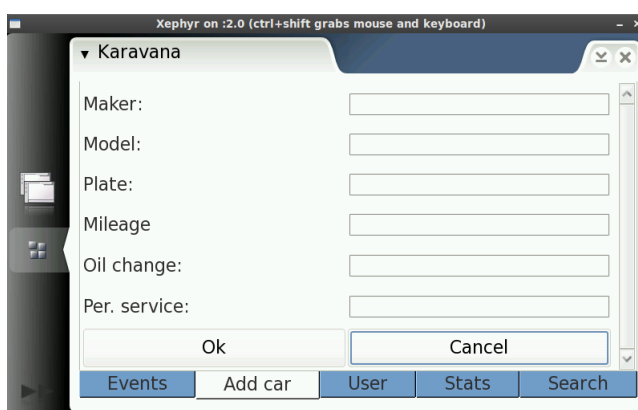 Xephyr on :2.0 (ctrl+shift grabs mouse and keyboard)
Karavana
Maker:
Model:
Plate:
Mileage
Oil change:
Per. service:
Ok Cancel
Events Add car User Stats Search